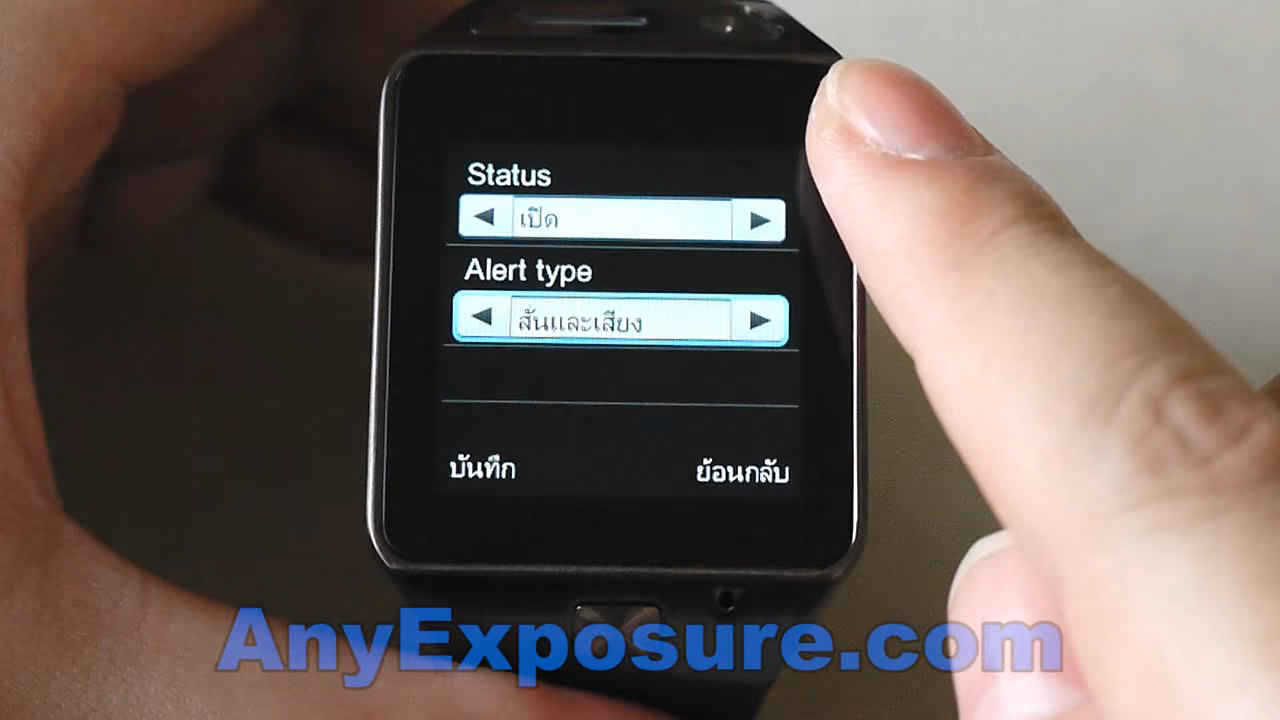 Status
เปิด
Alert type
สั่นและเสียง
บันทึก ย้อนกลับ
AnyExposure.com